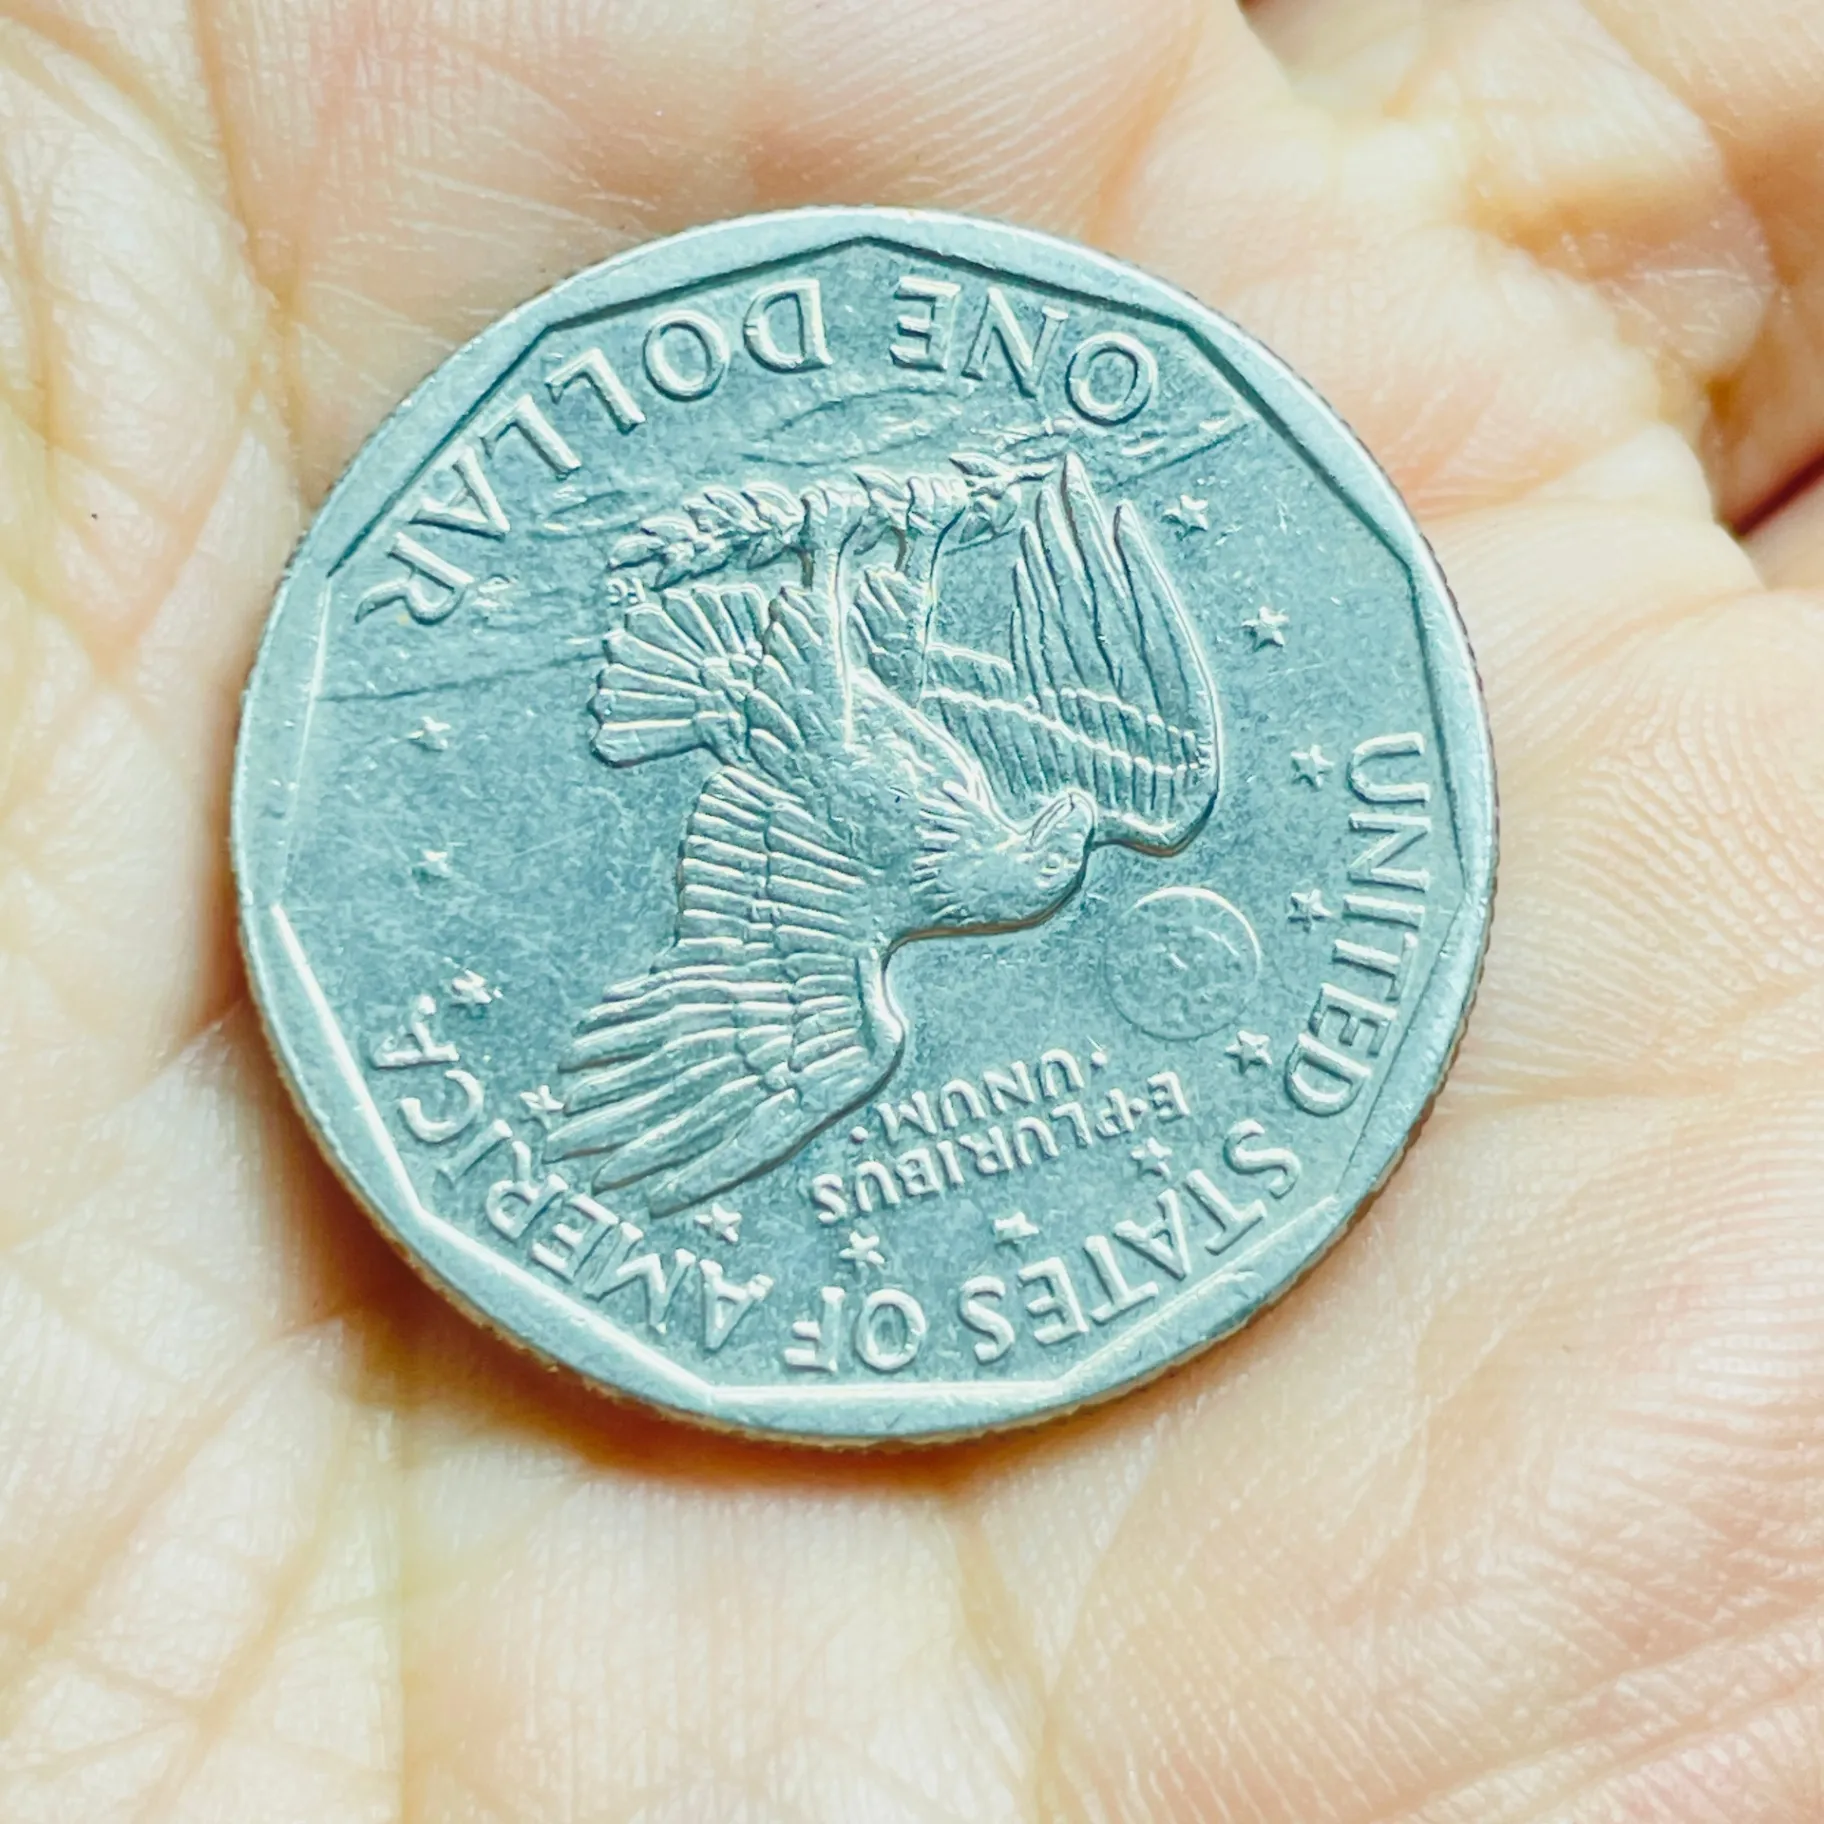 UNITED STATES OF AMERICA
E·PLURIBUS
·UNUM·
ONE DOLLAR